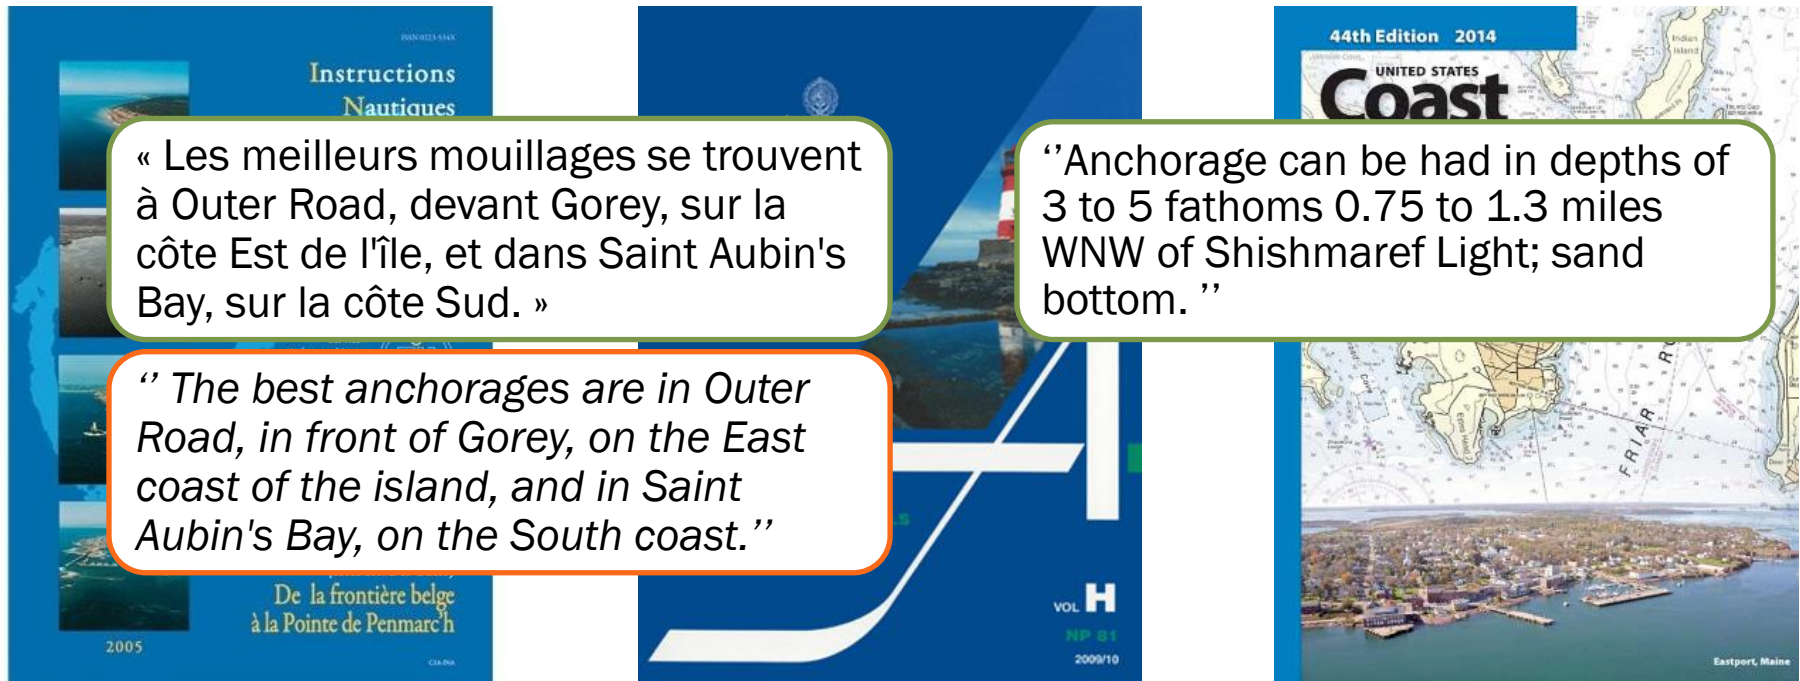 Instructions
Nautiques
« Les meilleurs mouillages se trouvent
à Outer Road, devant Gorey, sur la
côte Est de l'île, et dans Saint Aubin's
Bay, sur la côte Sud. »
‘’ The best anchorages are in Outer
Road, in front of Gorey, on the East
coast of the island, and in Saint
Aubin's Bay, on the South coast.’’
De la frontière belge
à la Pointe de Penmarc'h
2005
VOL H
NP 81
2009/10
44th Edition 2014
UNITED STATES
Coast
‘’Anchorage can be had in depths of
3 to 5 fathoms 0.75 to 1.3 miles
WNW of Shishmaref Light; sand
bottom. ’’
Indian
Island
FRIAR
Eastport, Maine